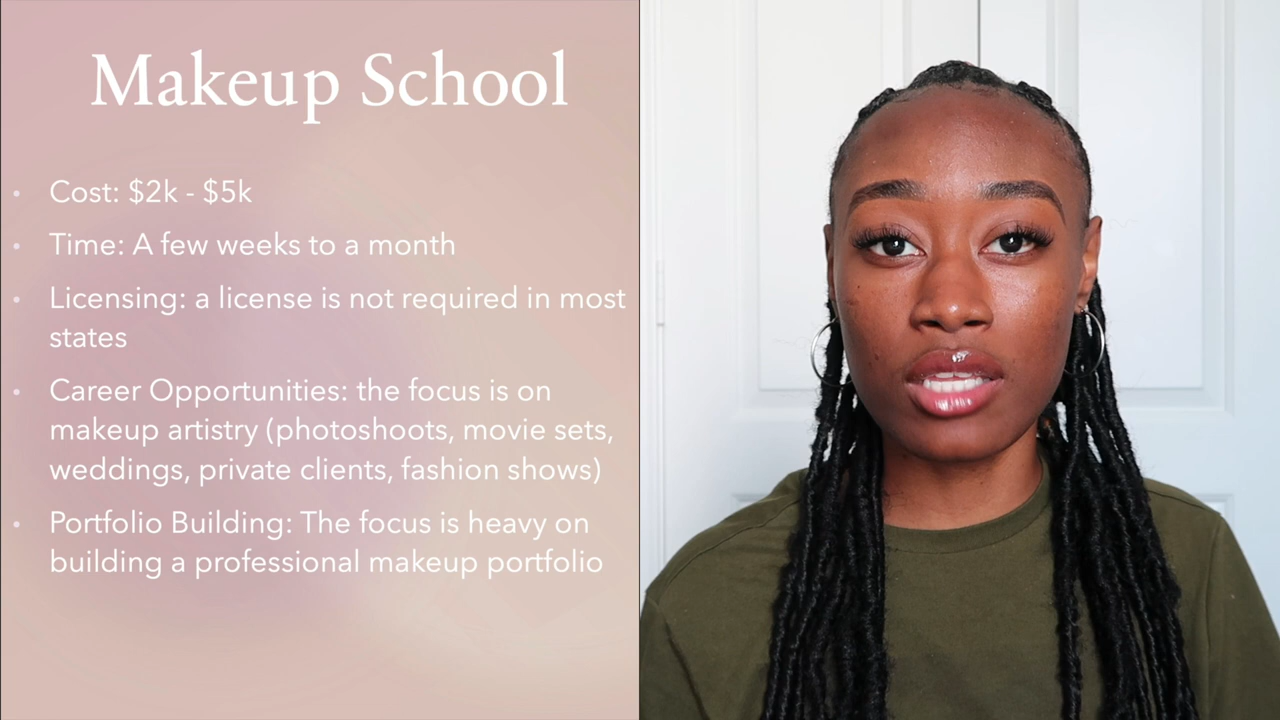 Makeup School
• Cost: $2k - $5k
• Time: A few weeks to a month
• Licensing: a license is not required in most
states
• Career Opportunities: the focus is on
makeup artistry (photoshoots, movie sets,
weddings, private clients, fashion shows)
• Portfolio Building: The focus is heavy on
building a professional makeup portfolio